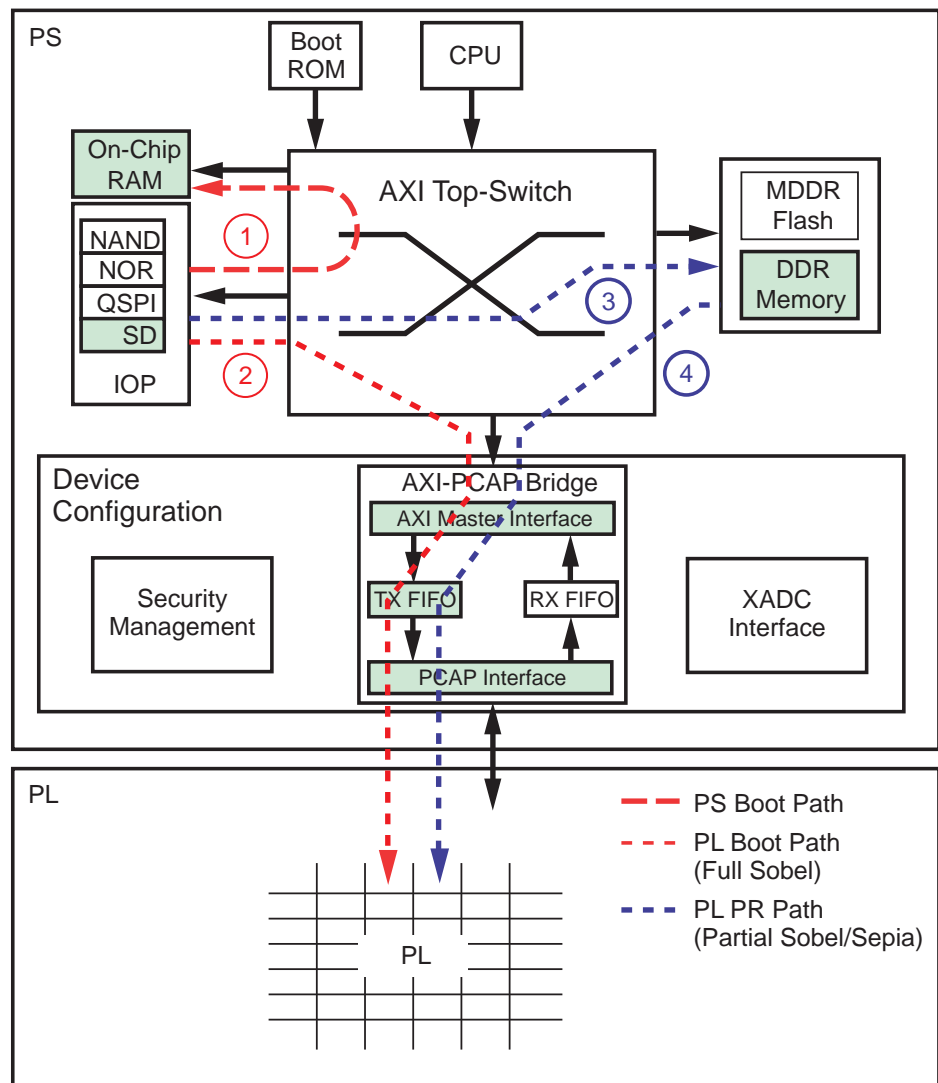 PS
Boot
ROM
CPU
On-Chip
RAM
AXI Top-Switch
MDDR
Flash
DDR
Memory
NAND
NOR
QSPI
SD
IOP
1
2
3
4
Device
Configuration
AXI-PCAP Bridge
AXI Master Interface
Security
Management
TX FIFO
RX FIFO
XADC
Interface
PCAP Interface
PL
PS Boot Path
PL Boot Path
(Full Sobel)
PL PR Path
(Partial Sobel/Sepia)
PL